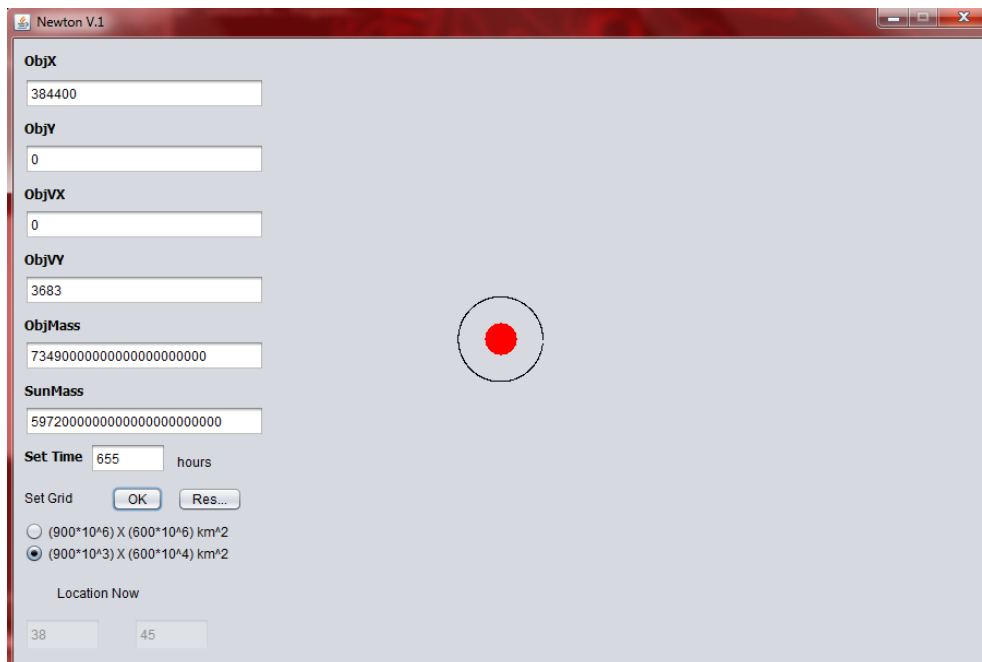 Newton V.1
ObjX
384400
ObjY
0
ObjVX
0
ObjVY
3683
ObjMass
73490000000000000000000
SunMass
5972000000000000000000000
Set Time 655 hours
Set Grid OK Res...
(900*10^6) X (600*10^6) km^2
(900*10^3) X (600*10^4) km^2
Location Now
38 45